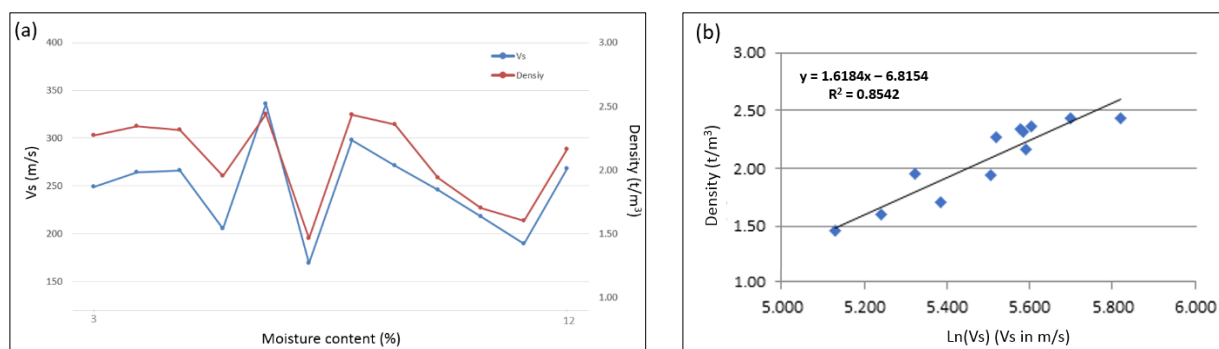 (a)
400
350
300
250
200
150
Vs (m/s)
Vs
Densiy
3.00
2.50
2.00
1.50
1.00
Density (t/m³)
3
12
Moisture content (%)
(b)
3.00
2.50
2.00
1.50
1.00
Density (t/m³)
y = 1.6184x – 6.8154
R² = 0.8542
5.000
5.200
5.400
5.600
5.800
6.000
Ln(Vs) (Vs in m/s)